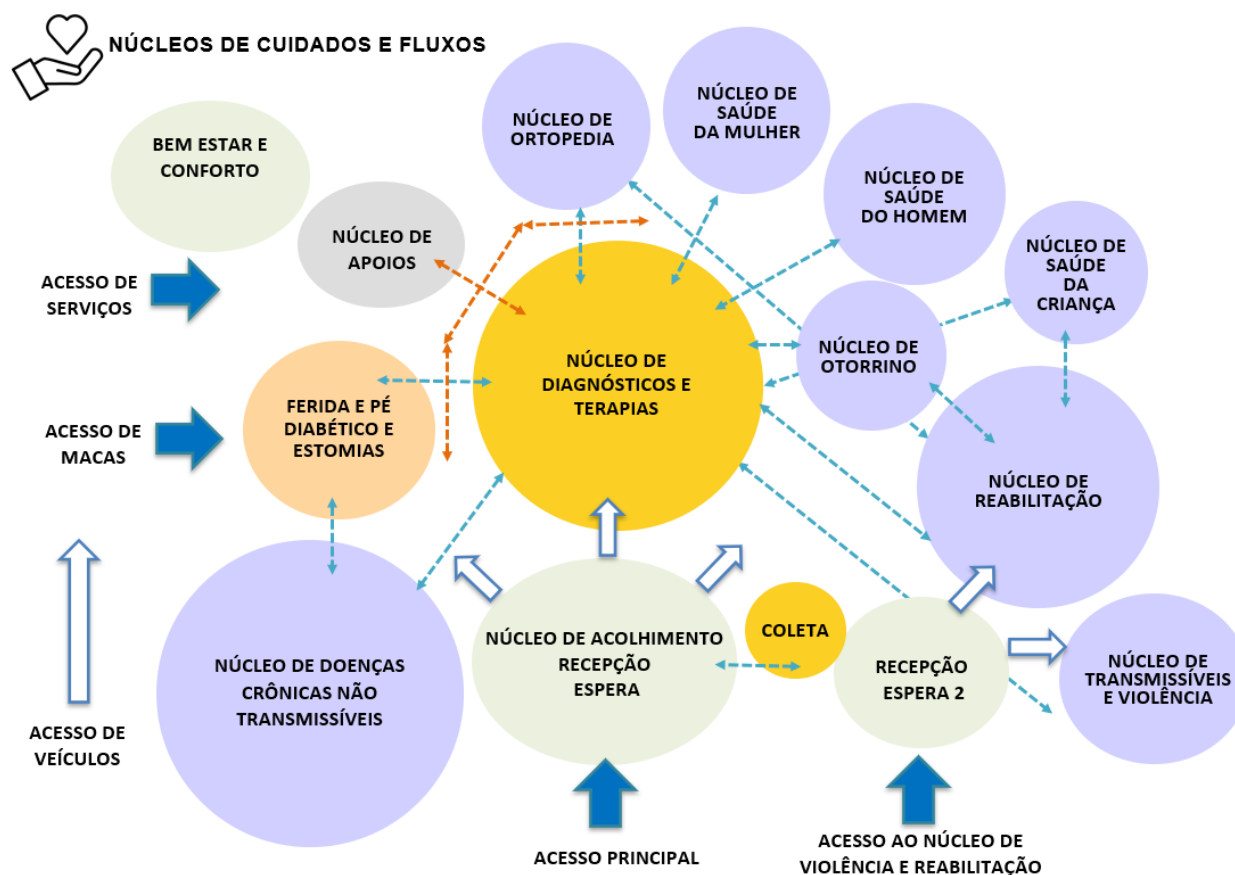 NÚCLEOS DE CUIDADOS E FLUXOS
BEM ESTAR E
CONFORTO
NÚCLEO DE
ORTOPEDIA
NÚCLEO DE
SAÚDE
DA MULHER
NÚCLEO DE
SAÚDE
DO HOMEM
NÚCLEO DE
APOIOS
NÚCLEO DE
SAÚDE
DA
CRIANÇA
ACESSO DE
SERVIÇOS
NÚCLEO DE
DIAGNÓSTICOS E
TERAPIAS
NÚCLEO DE
OTORRINO
FERIDA E PÉ
DIABÉTICO E
ESTOMIAS
ACESSO DE
MACAS
NÚCLEO DE
REABILITAÇÃO
NÚCLEO DE DOENÇAS
CRÔNICAS NÃO
TRANSMISSÍVEIS
NÚCLEO DE ACOLHIMENTO
RECEPÇÃO
ESPERA
COLETA
RECEPÇÃO
ESPERA 2
NÚCLEO DE
TRANSMISSÍVEIS
E VIOLÊNCIA
ACESSO DE
VEÍCULOS
ACESSO PRINCIPAL
ACESSO AO NÚCLEO DE
VIOLÊNCIA E REABILITAÇÃO